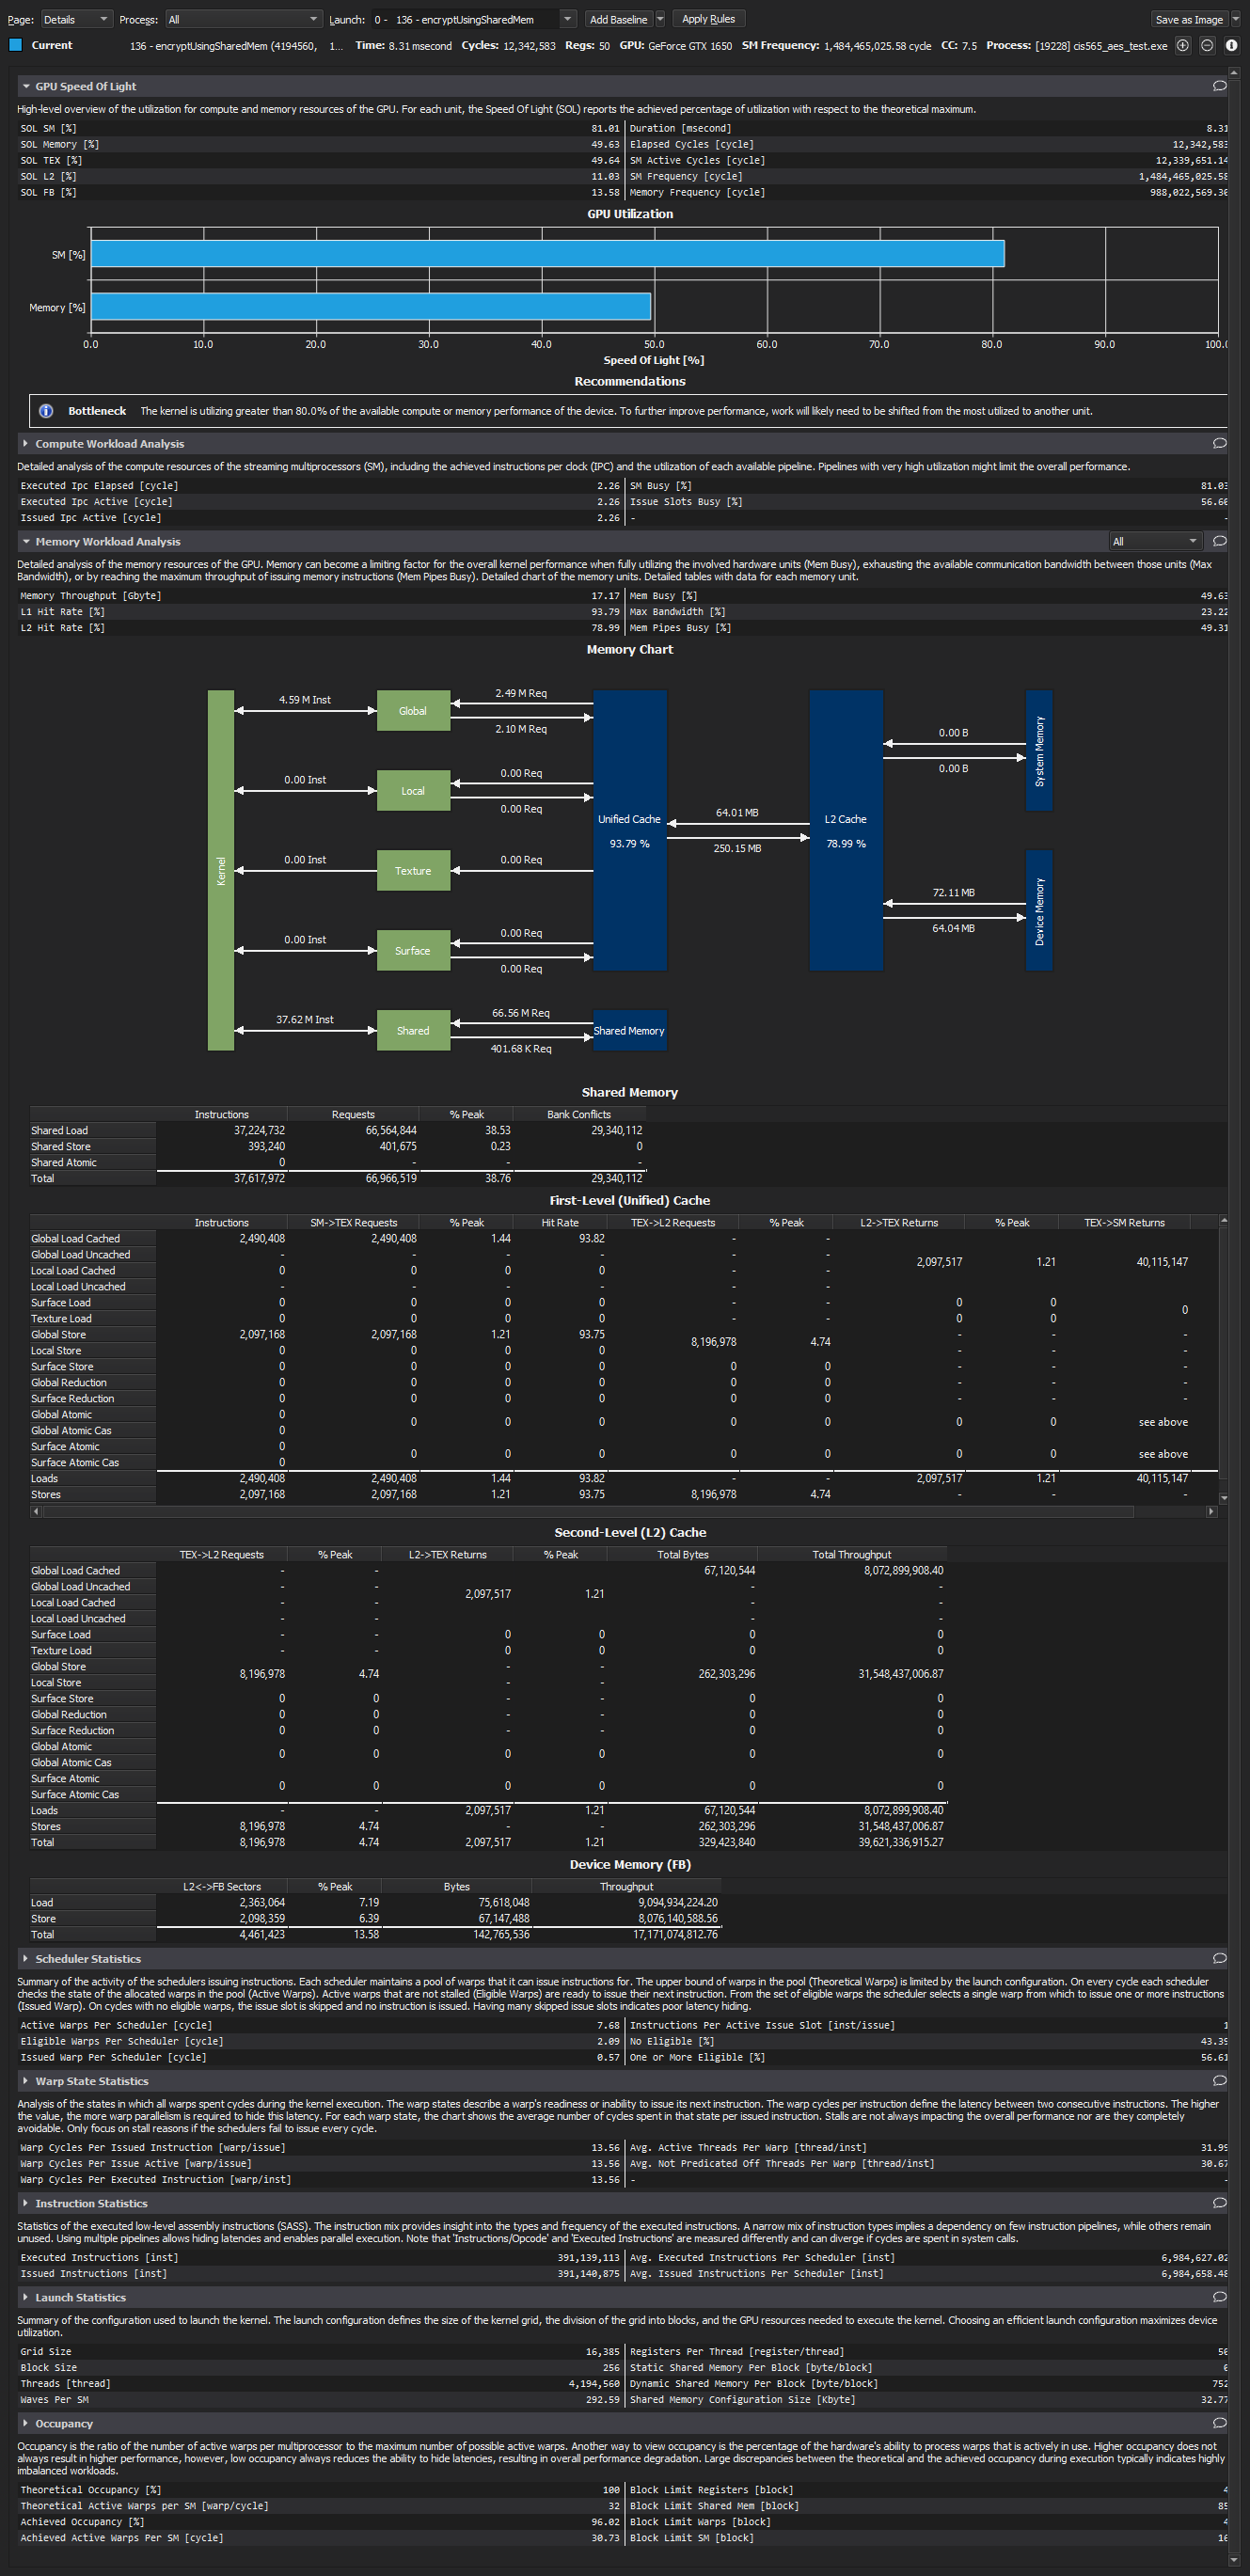 Page: Details Process: All Launch: 0 - 136 - encryptUsingSharedMem Add Baseline Apply Rules Save as Image
Current 136 - encryptUsingSharedMem (4194560, 1... Time: 8.31 msecond Cycles: 12,342,583 Regs: 50 GPU: GeForce GTX 1650 SM Frequency: 1,484,465,025.58 cycle CC: 7.5 Process: [19228] cis565_aes_test.exe
GPU Speed Of Light
High-level overview of the utilization for compute and memory resources of the GPU. For each unit, the Speed Of Light (SOL) reports the achieved percentage of utilization with respect to the theoretical maximum.
SOL SM [%] 81.01 Duration [msecond] 8.31
SOL Memory [%] 49.63 Elapsed Cycles [cycle] 12,342,583
SOL TEX [%] 49.64 SM Active Cycles [cycle] 12,339,651.14
SOL L2 [%] 11.03 SM Frequency [cycle] 1,484,465,025.58
SOL FB [%] 13.58 Memory Frequency [cycle] 988,022,569.36
GPU Utilization
SM [%]
Memory [%]
0.0 10.0 20.0 30.0 40.0 50.0 60.0 70.0 80.0 90.0 100.0
Speed Of Light [%]
Recommendations
Bottleneck The kernel is utilizing greater than 80.0% of the available compute or memory performance of the device. To further improve performance, work will likely need to be shifted from the most utilized to another unit.
Compute Workload Analysis
Detailed analysis of the compute resources of the streaming multiprocessors (SM), including the achieved instructions per clock (IPC) and the utilization of each available pipeline. Pipelines with very high utilization might limit the overall performance.
Executed Ipc Elapsed [cycle] 2.26 SM Busy [%] 81.03
Executed Ipc Active [cycle] 2.26 Issue Slots Busy [%] 56.60
Issued Ipc Active [cycle] 2.26 - -
Memory Workload Analysis All
Detailed analysis of the memory resources of the GPU. Memory can become a limiting factor for the overall kernel performance when fully utilizing the involved hardware units (Mem Busy), exhausting the available communication bandwidth between those units (Max
Bandwidth), or by reaching the maximum throughput of issuing memory instructions (Mem Pipes Busy). Detailed chart of the memory units. Detailed tables with data for each memory unit.
Memory Throughput [Gbyte] 17.17 Mem Busy [%] 49.63
L1 Hit Rate [%] 93.79 Max Bandwidth [%] 23.22
L2 Hit Rate [%] 78.99 Mem Pipes Busy [%] 49.31
Memory Chart
Kernel
4.59 M Inst Global 2.49 M Req 2.10 M Req
0.00 Inst Local 0.00 Req 0.00 Req
0.00 Inst Texture 0.00 Req
0.00 Inst Surface 0.00 Req 0.00 Req
37.62 M Inst Shared 66.56 M Req 401.68 K Req Shared Memory
Unified Cache 93.79 %
64.01 MB 250.15 MB
L2 Cache 78.99 %
0.00 B 0.00 B System Memory
72.11 MB 64.04 MB Device Memory
Shared Memory
Instructions Requests % Peak Bank Conflicts
Shared Load 37,224,732 66,564,844 38.53 29,340,112
Shared Store 393,240 401,675 0.23 0
Shared Atomic 0 - - -
Total 37,617,972 66,966,519 38.76 29,340,112
First-Level (Unified) Cache
Instructions SM->TEX Requests % Peak Hit Rate TEX->L2 Requests % Peak L2->TEX Returns % Peak TEX->SM Returns
Global Load Cached 2,490,408 2,490,408 1.44 93.82 - -
Global Load Uncached - - - - - - 2,097,517 1.21 40,115,147
Local Load Cached 0 0 0 0 - -
Local Load Uncached - - - - - -
Surface Load 0 0 0 0 - - 0 0 0
Texture Load 0 0 0 0 - - 0 0
Global Store 2,097,168 2,097,168 1.21 93.75 8,196,978 4.74 - - -
Local Store 0 0 0 0 - - -
Surface Store 0 0 0 0 0 0 - - -
Global Reduction 0 0 0 0 0 0 - - -
Surface Reduction 0 0 0 0 0 0 - - -
Global Atomic 0 0 0 0 0 0 0 0 see above
Global Atomic Cas 0
Surface Atomic 0 0 0 0 0 0 0 0 see above
Surface Atomic Cas 0
Loads 2,490,408 2,490,408 1.44 93.82 - - 2,097,517 1.21 40,115,147
Stores 2,097,168 2,097,168 1.21 93.75 8,196,978 4.74 - - -
Second-Level (L2) Cache
TEX->L2 Requests % Peak L2->TEX Returns % Peak Total Bytes Total Throughput
Global Load Cached - - 67,120,544 8,072,899,908.40
Global Load Uncached - - 2,097,517 1.21 - -
Local Load Cached - - - -
Local Load Uncached - - - -
Surface Load - - 0 0 0 0
Texture Load - - 0 0 0 0
Global Store 8,196,978 4.74 - - 262,303,296 31,548,437,006.87
Local Store - -
Surface Store 0 0 - - 0 0
Global Reduction 0 0 - - 0 0
Surface Reduction 0 0 - - 0 0
Global Atomic 0 0 0 0 0 0
Global Atomic Cas
Surface Atomic 0 0 0 0 0 0
Surface Atomic Cas
Loads - - 2,097,517 1.21 67,120,544 8,072,899,908.40
Stores 8,196,978 4.74 - - 262,303,296 31,548,437,006.87
Total 8,196,978 4.74 2,097,517 1.21 329,423,840 39,621,336,915.27
Device Memory (FB)
L2<->FB Sectors % Peak Bytes Throughput
Load 2,363,064 7.19 75,618,048 9,094,934,224.20
Store 2,098,359 6.39 67,147,488 8,076,140,588.56
Total 4,461,423 13.58 142,765,536 17,171,074,812.76
Scheduler Statistics
Summary of the activity of the schedulers issuing instructions. Each scheduler maintains a pool of warps that it can issue instructions for. The upper bound of warps in the pool (Theoretical Warps) is limited by the launch configuration. On every cycle each scheduler
checks the state of the allocated warps in the pool (Active Warps). Active warps that are not stalled (Eligible Warps) are ready to issue their next instruction. From the set of eligible warps the scheduler selects a single warp from which to issue one or more instructions
(Issued Warp). On cycles with no eligible warps, the issue slot is skipped and no instruction is issued. Having many skipped issue slots indicates poor latency hiding.
Active Warps Per Scheduler [cycle] 7.68 Instructions Per Active Issue Slot [inst/issue] 1
Eligible Warps Per Scheduler [cycle] 2.09 No Eligible [%] 43.39
Issued Warp Per Scheduler [cycle] 0.57 One or More Eligible [%] 56.61
Warp State Statistics
Analysis of the states in which all warps spent cycles during the kernel execution. The warp states describe a warp's readiness or inability to issue its next instruction. The warp cycles per instruction define the latency between two consecutive instructions. The higher
the value, the more warp parallelism is required to hide this latency. For each warp state, the chart shows the average number of cycles spent in that state per issued instruction. Stalls are not always impacting the overall performance nor are they completely
avoidable. Only focus on stall reasons if the schedulers fail to issue every cycle.
Warp Cycles Per Issued Instruction [warp/issue] 13.56 Avg. Active Threads Per Warp [thread/inst] 31.99
Warp Cycles Per Issue Active [warp/issue] 13.56 Avg. Not Predicated Off Threads Per Warp [thread/inst] 30.67
Warp Cycles Per Executed Instruction [warp/inst] 13.56 - -
Instruction Statistics
Statistics of the executed low-level assembly instructions (SASS). The instruction mix provides insight into the types and frequency of the executed instructions. A narrow mix of instruction types implies a dependency on few instruction pipelines, while others remain
unused. Using multiple pipelines allows hiding latencies and enables parallel execution. Note that 'Instructions/Opcode' and 'Executed Instructions' are measured differently and can diverge if cycles are spent in system calls.
Executed Instructions [inst] 391,139,113 Avg. Executed Instructions Per Scheduler [inst] 6,984,627.02
Issued Instructions [inst] 391,140,875 Avg. Issued Instructions Per Scheduler [inst] 6,984,658.48
Launch Statistics
Summary of the configuration used to launch the kernel. The launch configuration defines the size of the kernel grid, the division of the grid into blocks, and the GPU resources needed to execute the kernel. Choosing an efficient launch configuration maximizes device
utilization.
Grid Size 16,385 Registers Per Thread [register/thread] 50
Block Size 256 Static Shared Memory Per Block [byte/block] 0
Threads [thread] 4,194,560 Dynamic Shared Memory Per Block [byte/block] 752
Waves Per SM 292.59 Shared Memory Configuration Size [Kbyte] 32.77
Occupancy
Occupancy is the ratio of the number of active warps per multiprocessor to the maximum number of possible active warps. Another way to view occupancy is the percentage of the hardware's ability to process warps that is actively in use. Higher occupancy does not
always result in higher performance, however, low occupancy always reduces the ability to hide latencies, resulting in overall performance degradation. Large discrepancies between the theoretical and the achieved occupancy during execution typically indicates highly
imbalanced workloads.
Theoretical Occupancy [%] 100 Block Limit Registers [block] 4
Theoretical Active Warps per SM [warp/cycle] 32 Block Limit Shared Mem [block] 85
Achieved Occupancy [%] 96.02 Block Limit Warps [block] 4
Achieved Active Warps Per SM [cycle] 30.73 Block Limit SM [block] 16